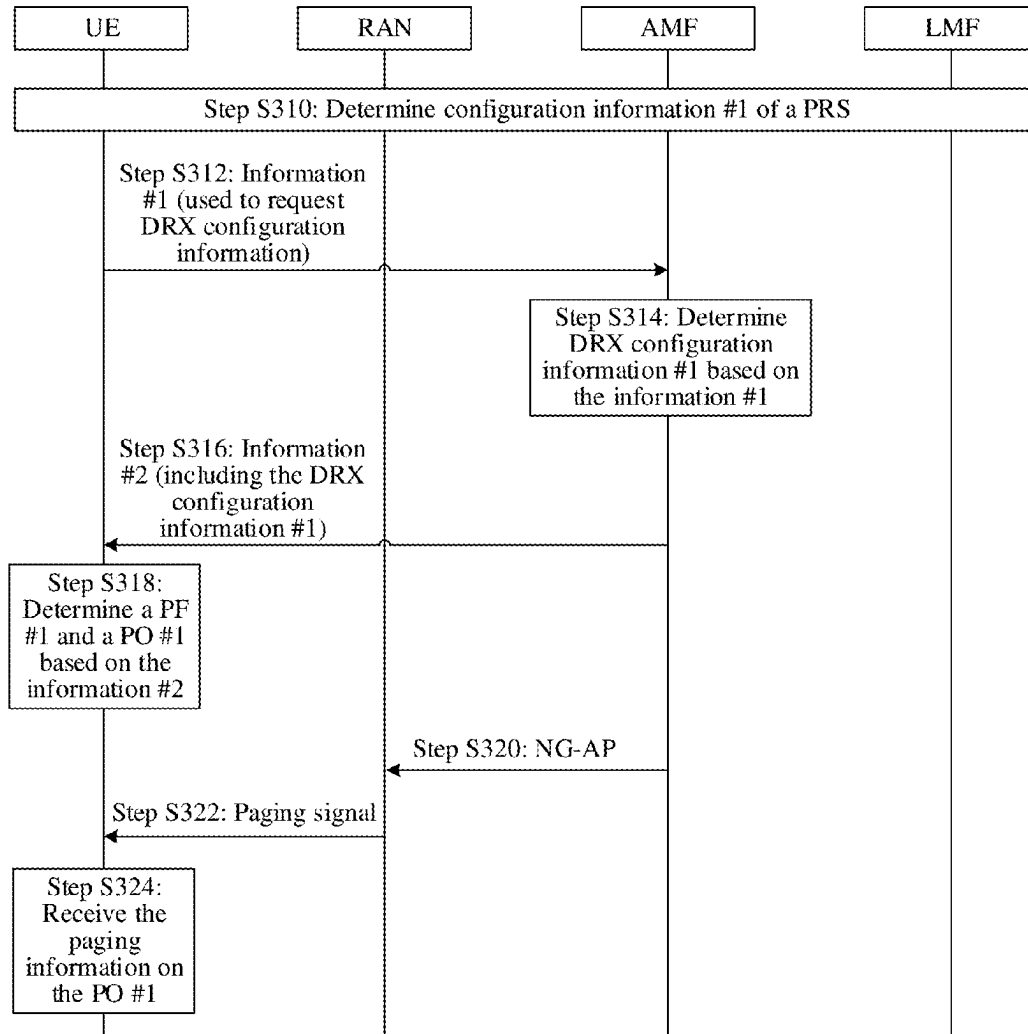 UE
RAN
AMF
LMF
Step S310: Determine configuration information #1 of a PRS
Step S312: Information
#1 (used to request
DRX configuration
information)
Step S314: Determine
DRX configuration
information #1 based on
the information #1
Step S316: Information
#2 (including the DRX
configuration
information #1)
Step S318:
Determine a PF
#1 and a PO #1
based on the
information #2
Step S320: NG-AP
Step S322: Paging signal
Step S324:
Receive the
paging
information on
the PO #1